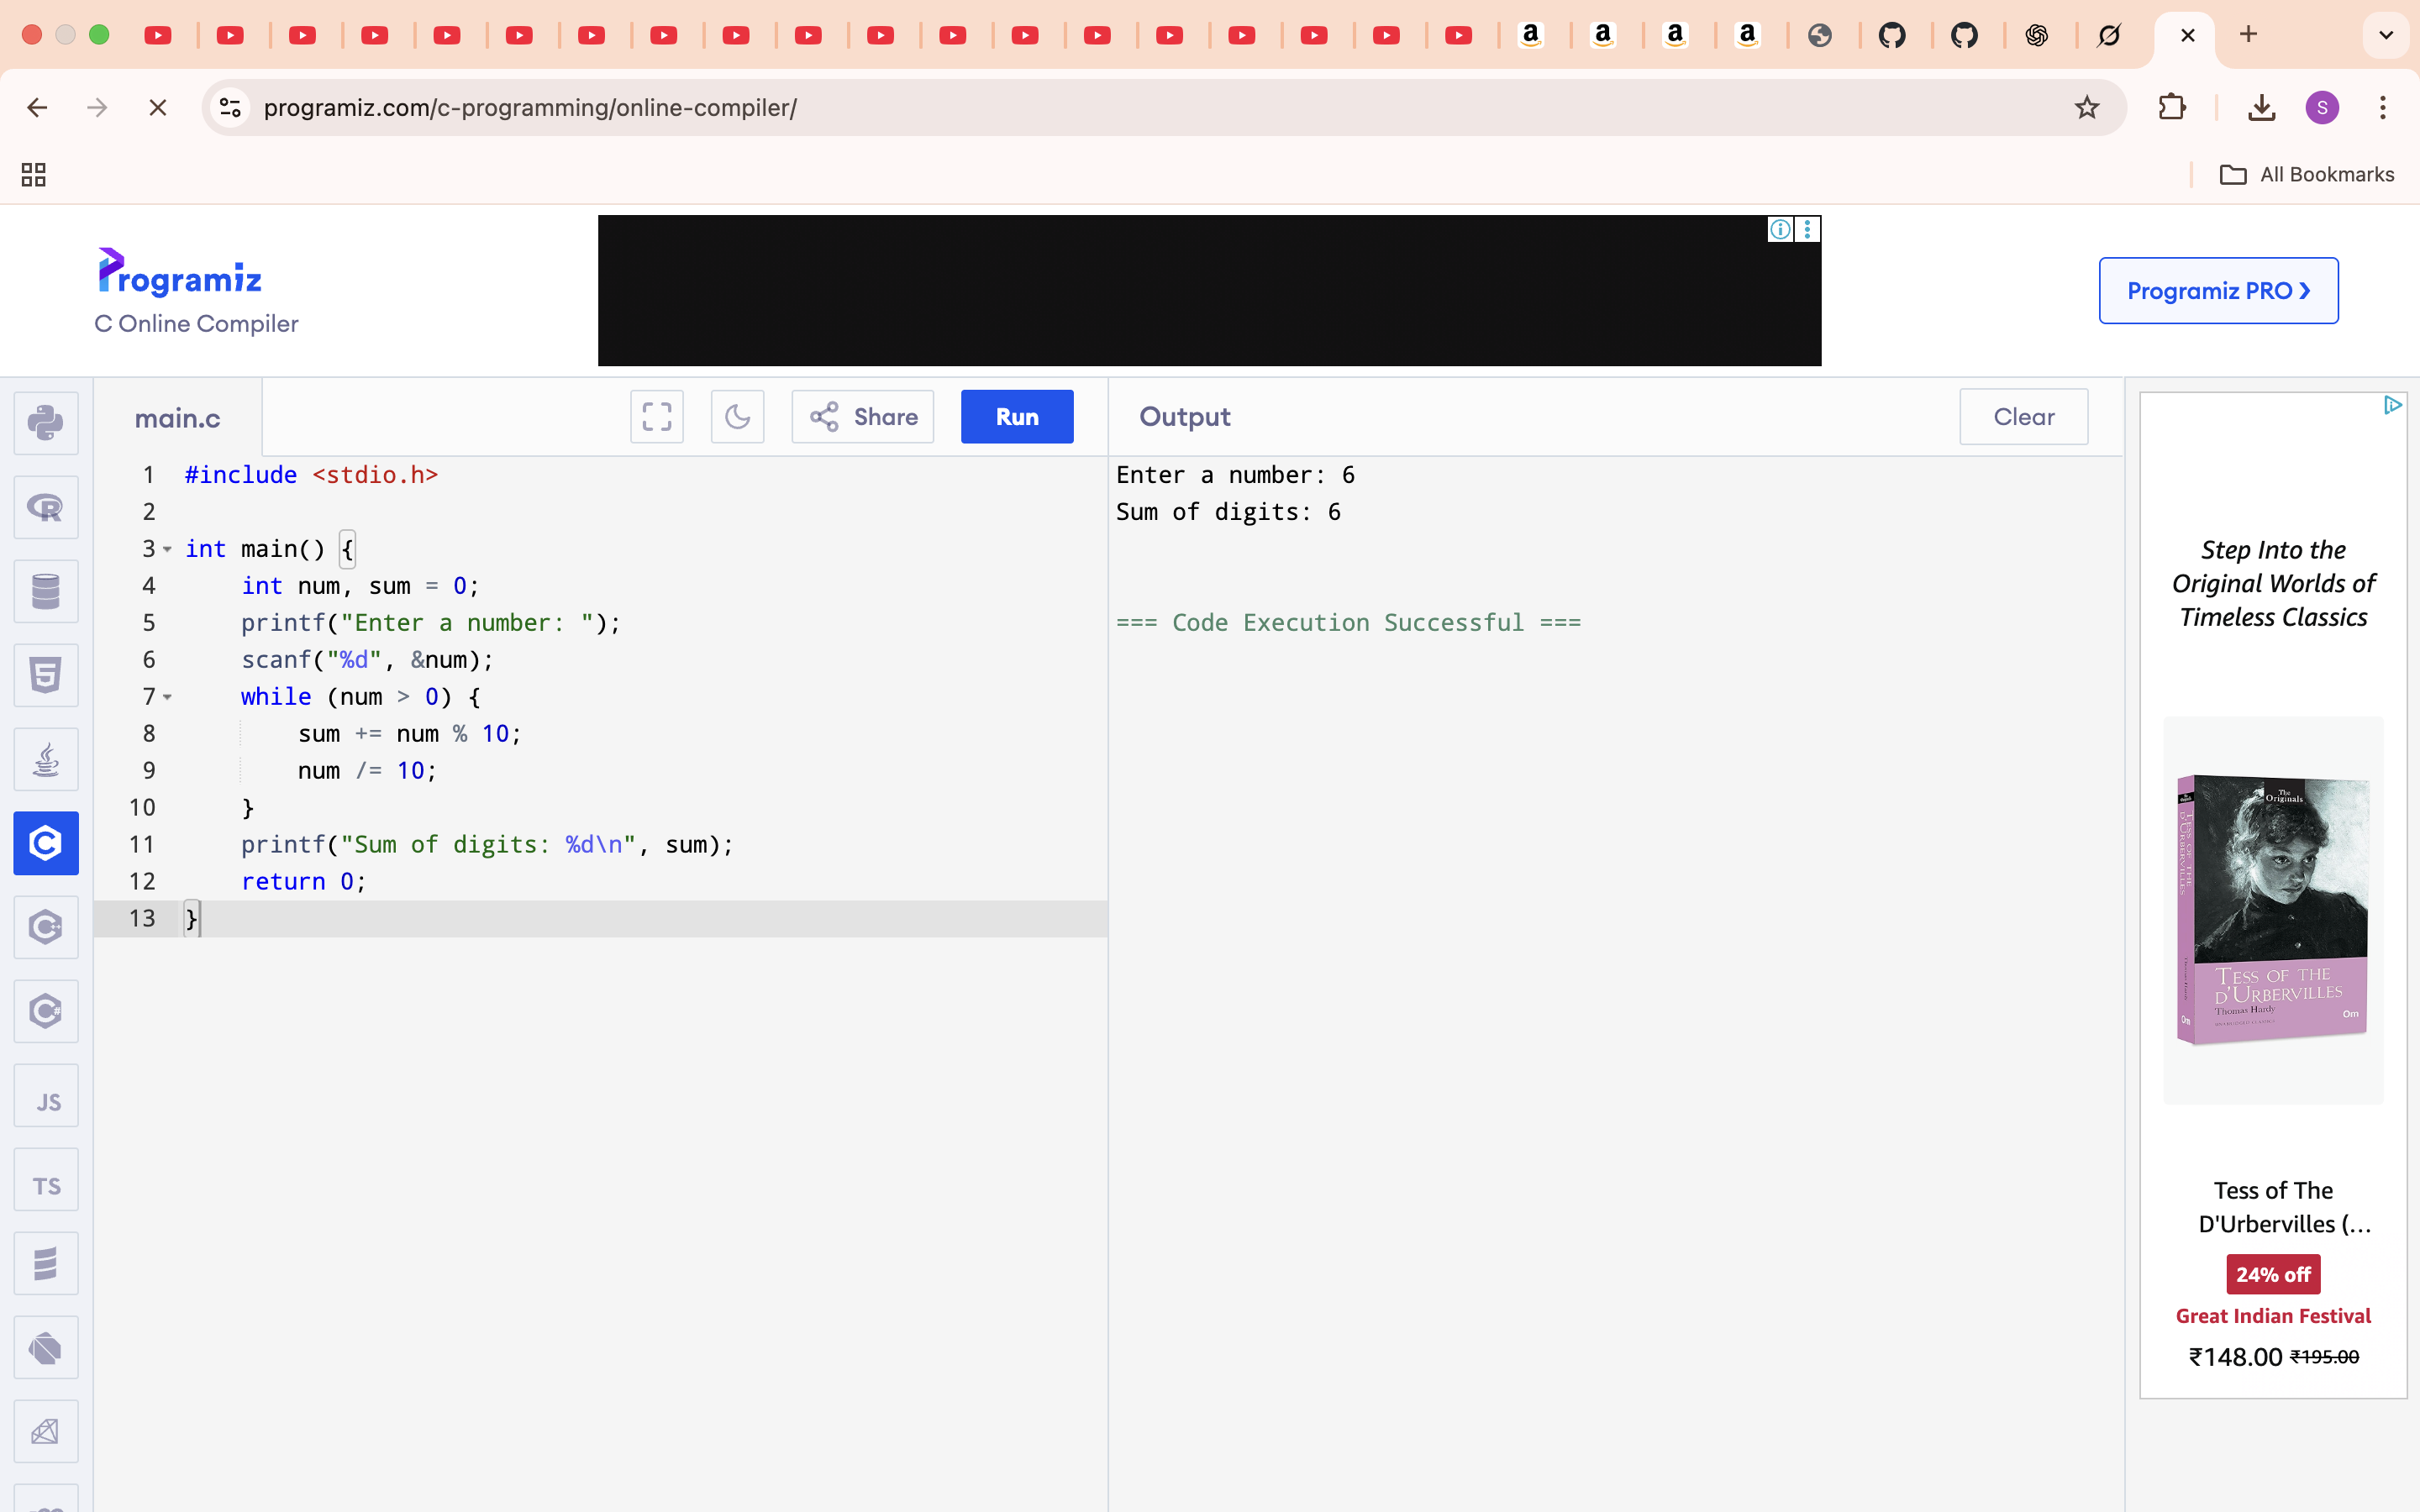 programiz.com/c-programming/online-compiler/
S
All Bookmarks
Programiz
C Online Compiler
Programiz PRO ❯
main.c
Share
Run
Output
Clear
1 #include <stdio.h>
2
3 int main() {
4     int num, sum = 0;
5     printf("Enter a number: ");
6     scanf("%d", &num);
7     while (num > 0) {
8         sum += num % 10;
9         num /= 10;
10     }
11     printf("Sum of digits: %d\n", sum);
12     return 0;
13 }
Enter a number: 6
Sum of digits: 6
=== Code Execution Successful ===
JS
TS
Step Into the
Original Worlds of
Timeless Classics
The
Originals
TESS OF THE
D'URBERVILLES
Thomas Hardy
Om
Om
Tess of The
D'Urbervilles (...
24% off
Great Indian Festival
₹148.00 ₹195.00